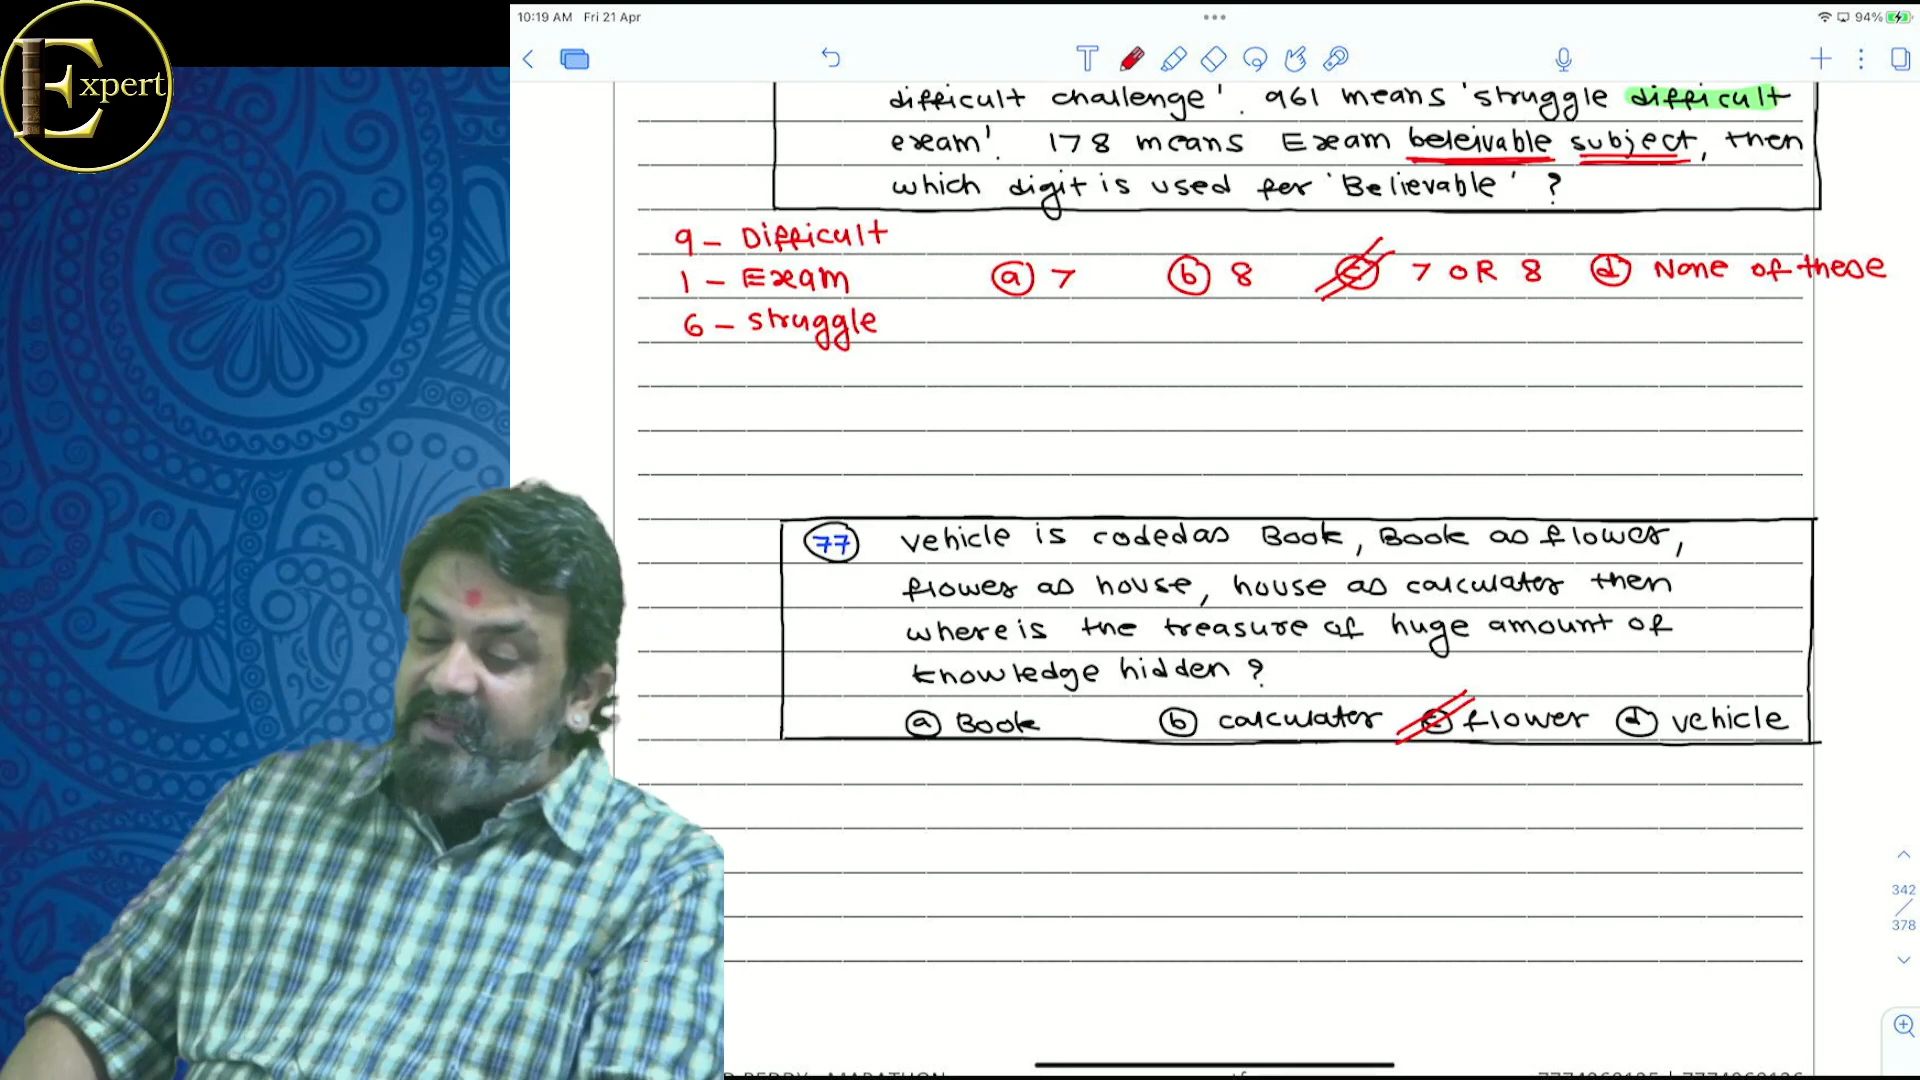 10:19 AM Fri 21 Apr
94%
Expert
difficult challenge'. 961 means 'struggle difficult
exam'. 178 means Exam beleivable subject, then
which digit is used for 'Believable' ?
9 - Difficult
1 - Exam
6 - struggle
a 7 b 8 c 7 OR 8 d None of these
77 vehicle is coded as Book, Book as flower,
flower as house, house as calculator then
where is the treasure of huge amount of
knowledge hidden ?
a Book b calculator c flower d vehicle
342
378